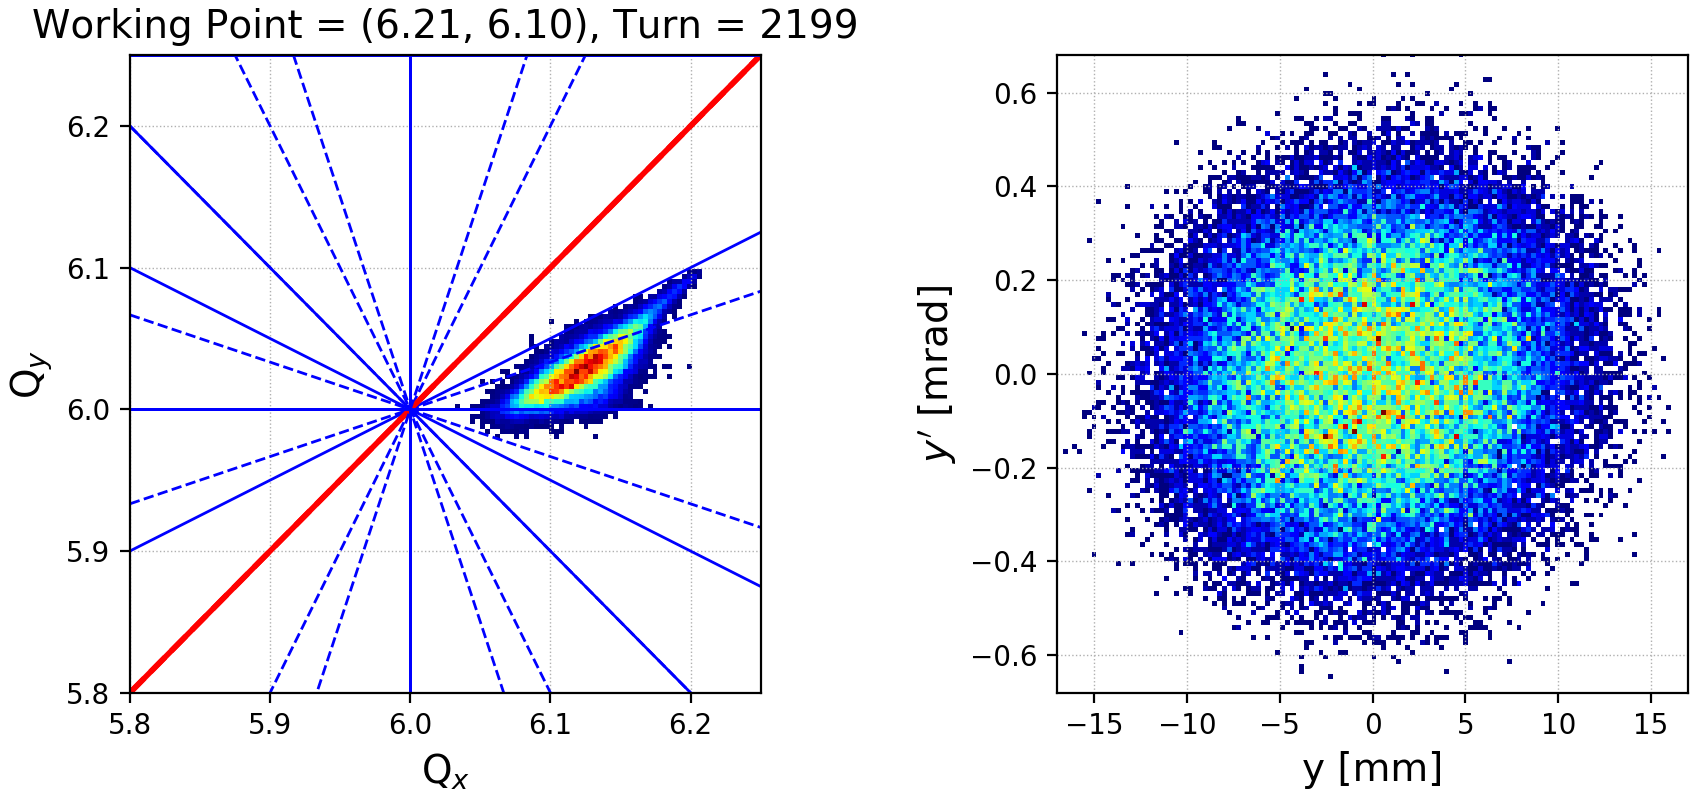 Working Point = (6.21, 6.10), Turn = 2199
6.2
6.1
6.0
5.9
5.8
Q_y
5.8 5.9 6.0 6.1 6.2
Q_x
0.6
0.4
0.2
0.0
−0.2
−0.4
−0.6
y′ [mrad]
−15 −10 −5 0 5 10 15
y [mm]